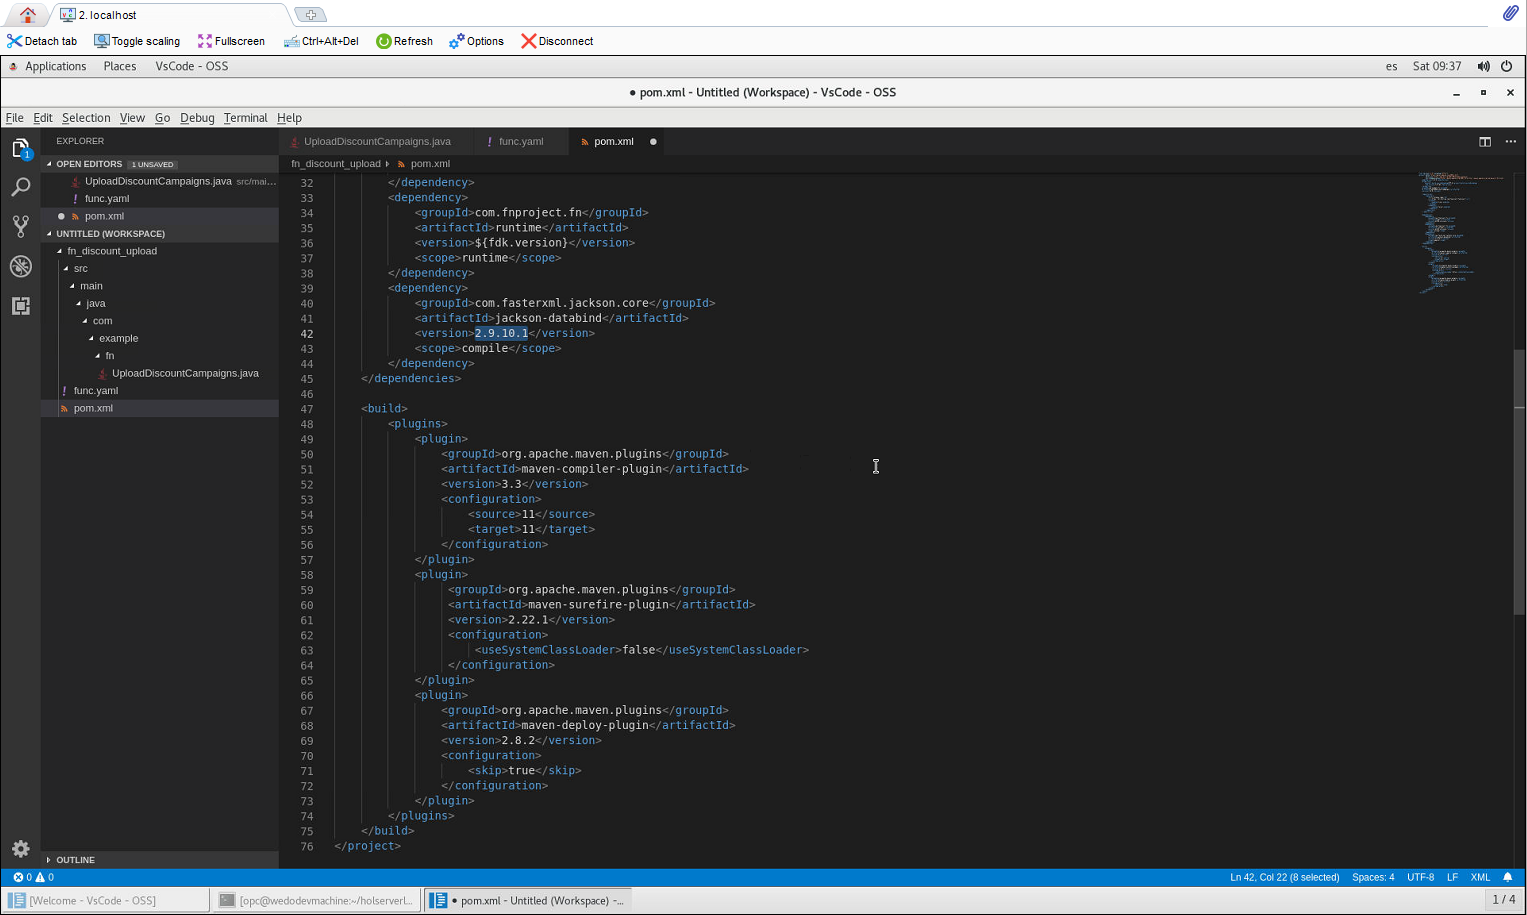 2. localhost
Detach tab Toggle scaling Fullscreen Ctrl+Alt+Del Refresh Options Disconnect
Applications Places VsCode - OSS es Sat 09:37
● pom.xml - Untitled (Workspace) - VsCode - OSS
File Edit Selection View Go Debug Terminal Help
EXPLORER
OPEN EDITORS 1 UNSAVED
UploadDiscountCampaigns.java src/mai...
! func.yaml
pom.xml
UNTITLED (WORKSPACE)
fn_discount_upload
src
main
java
com
example
fn
UploadDiscountCampaigns.java
! func.yaml
pom.xml
OUTLINE
1
UploadDiscountCampaigns.java ! func.yaml pom.xml ●
fn_discount_upload pom.xml
32 </dependency>
33 <dependency>
34 <groupId>com.fnproject.fn</groupId>
35 <artifactId>runtime</artifactId>
36 <version>${fdk.version}</version>
37 <scope>runtime</scope>
38 </dependency>
39 <dependency>
40 <groupId>com.fasterxml.jackson.core</groupId>
41 <artifactId>jackson-databind</artifactId>
42 <version>2.9.10.1</version>
43 <scope>compile</scope>
44 </dependency>
45 </dependencies>
46
47 <build>
48 <plugins>
49 <plugin>
50 <groupId>org.apache.maven.plugins</groupId>
51 <artifactId>maven-compiler-plugin</artifactId>
52 <version>3.3</version>
53 <configuration>
54 <source>11</source>
55 <target>11</target>
56 </configuration>
57 </plugin>
58 <plugin>
59 <groupId>org.apache.maven.plugins</groupId>
60 <artifactId>maven-surefire-plugin</artifactId>
61 <version>2.22.1</version>
62 <configuration>
63 <useSystemClassLoader>false</useSystemClassLoader>
64 </configuration>
65 </plugin>
66 <plugin>
67 <groupId>org.apache.maven.plugins</groupId>
68 <artifactId>maven-deploy-plugin</artifactId>
69 <version>2.8.2</version>
70 <configuration>
71 <skip>true</skip>
72 </configuration>
73 </plugin>
74 </plugins>
75 </build>
76 </project>
0 0 Ln 42, Col 22 (8 selected) Spaces: 4 UTF-8 LF XML
[Welcome - VsCode - OSS] [opc@wedodevmachine:~/holserverl... ● pom.xml - Untitled (Workspace) -... 1 / 4